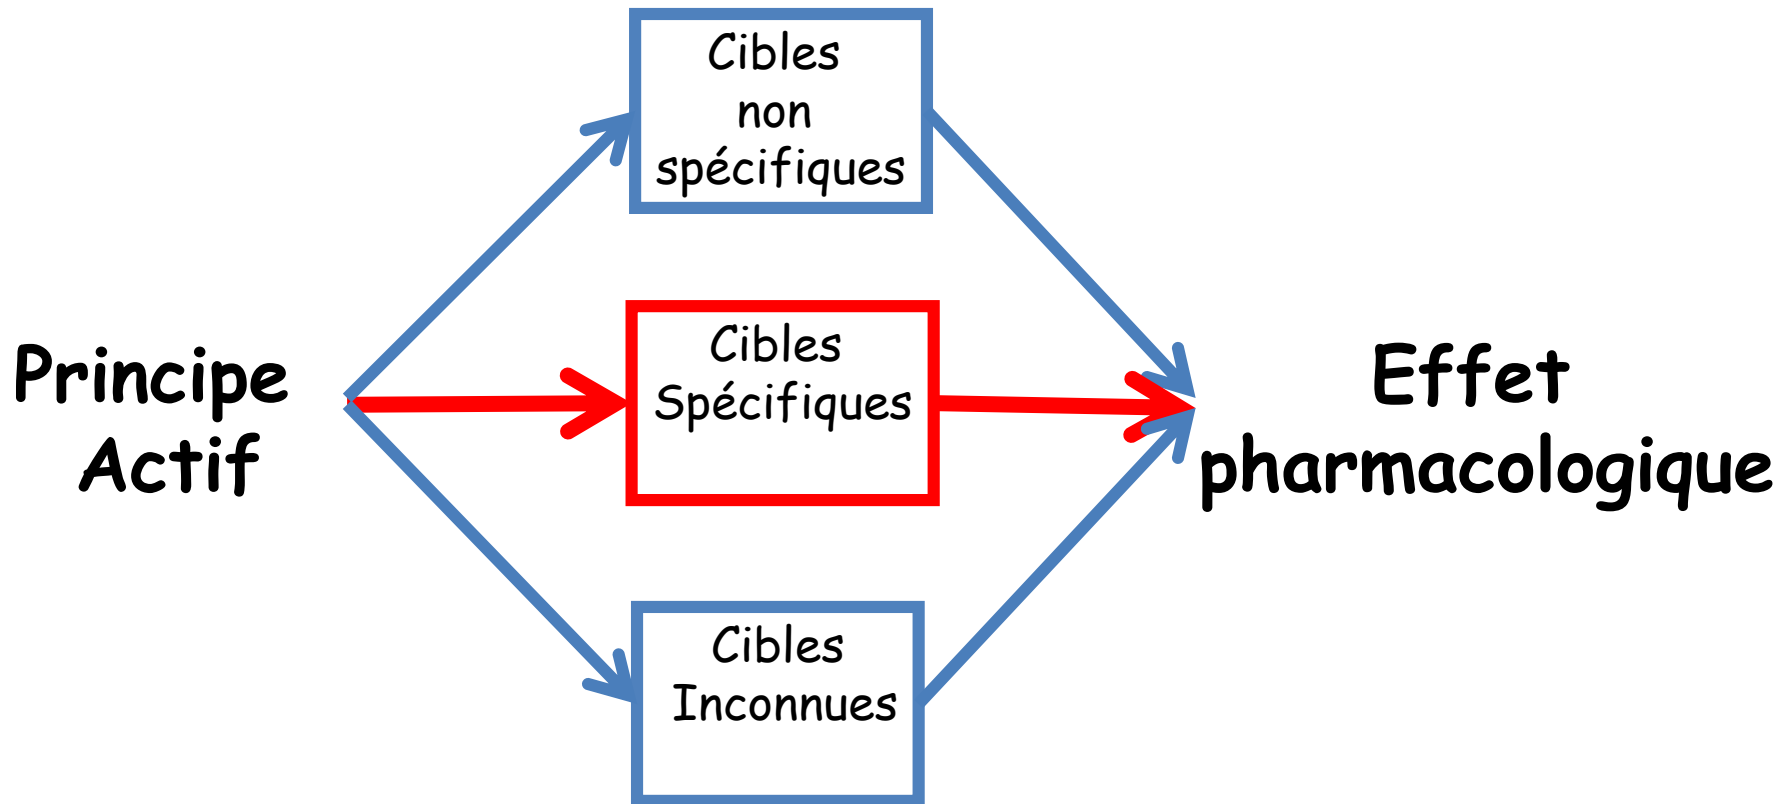 Cibles
non
spécifiques
Principe
Actif
Cibles
Spécifiques
Effet
pharmacologique
Cibles
Inconnues